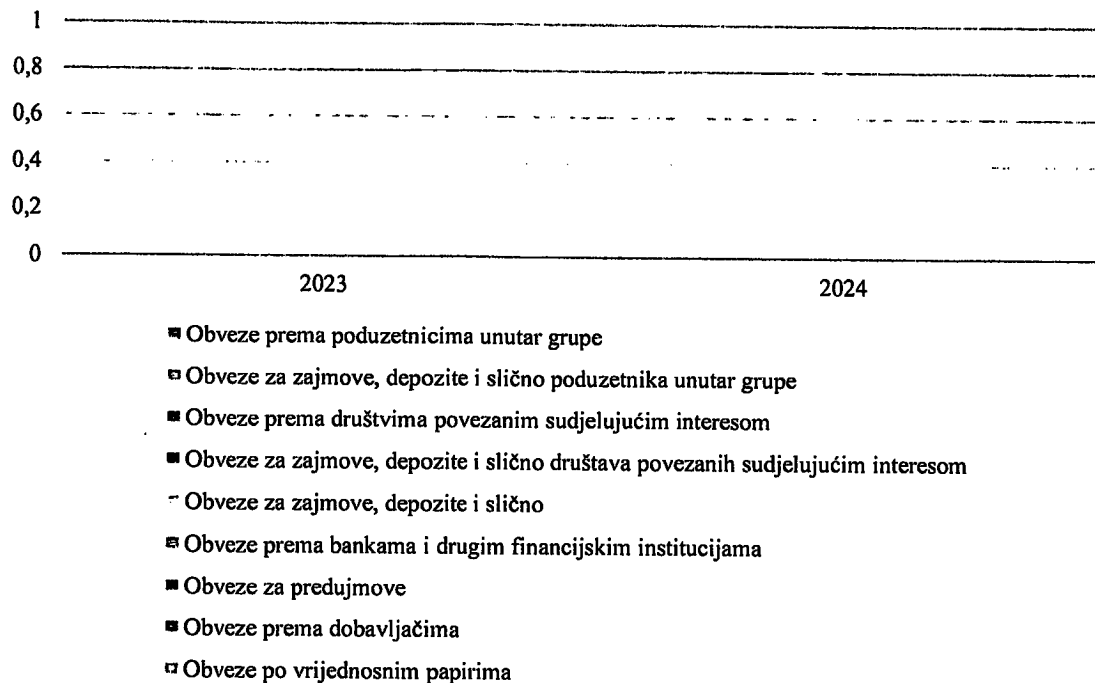 1
0,8
0,6
0,4
0,2
0
2023
2024
Obveze prema poduzetnicima unutar grupe
Obveze za zajmove, depozite i slično poduzetnika unutar grupe
Obveze prema društvima povezanim sudjelujućim interesom
Obveze za zajmove, depozite i slično društava povezanih sudjelujućim interesom
Obveze za zajmove, depozite i slično
Obveze prema bankama i drugim financijskim institucijama
Obveze za predujmove
Obveze prema dobavljačima
Obveze po vrijednosnim papirima